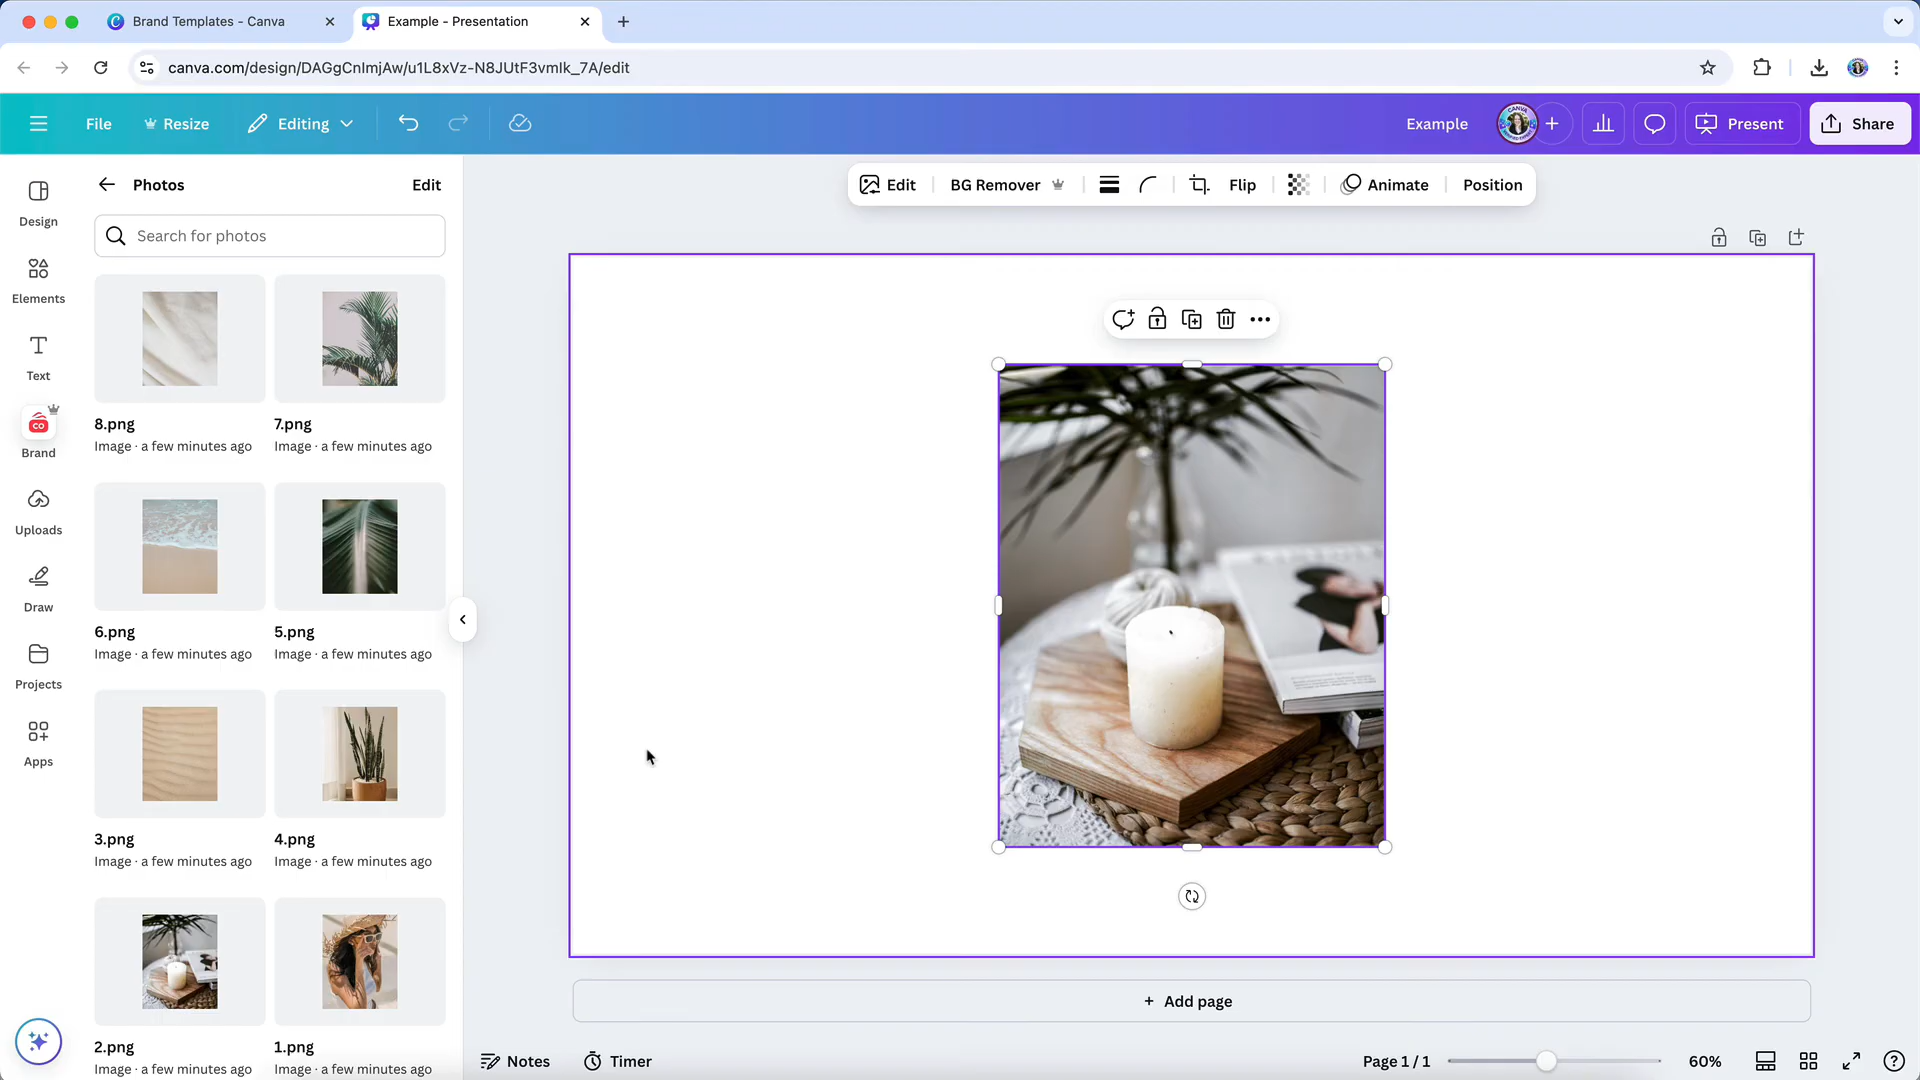 Brand Templates - Canva
Example - Presentation
canva.com/design/DAGgCnImjAw/u1L8xVz-N8JUtF3vmlk_7A/edit
File
Resize
Editing
Example
Present
Share
Design
Elements
Text
Brand
Uploads
Draw
Projects
Apps
Photos
Edit
Search for photos
8.png
7.png
Image · a few minutes ago
Image · a few minutes ago
6.png
5.png
Image · a few minutes ago
Image · a few minutes ago
3.png
4.png
Image · a few minutes ago
Image · a few minutes ago
2.png
1.png
Image · a few minutes ago
Image · a few minutes ago
Edit
BG Remover
Flip
Animate
Position
+ Add page
Notes
Timer
Page 1 / 1
60%
CO
CANVA